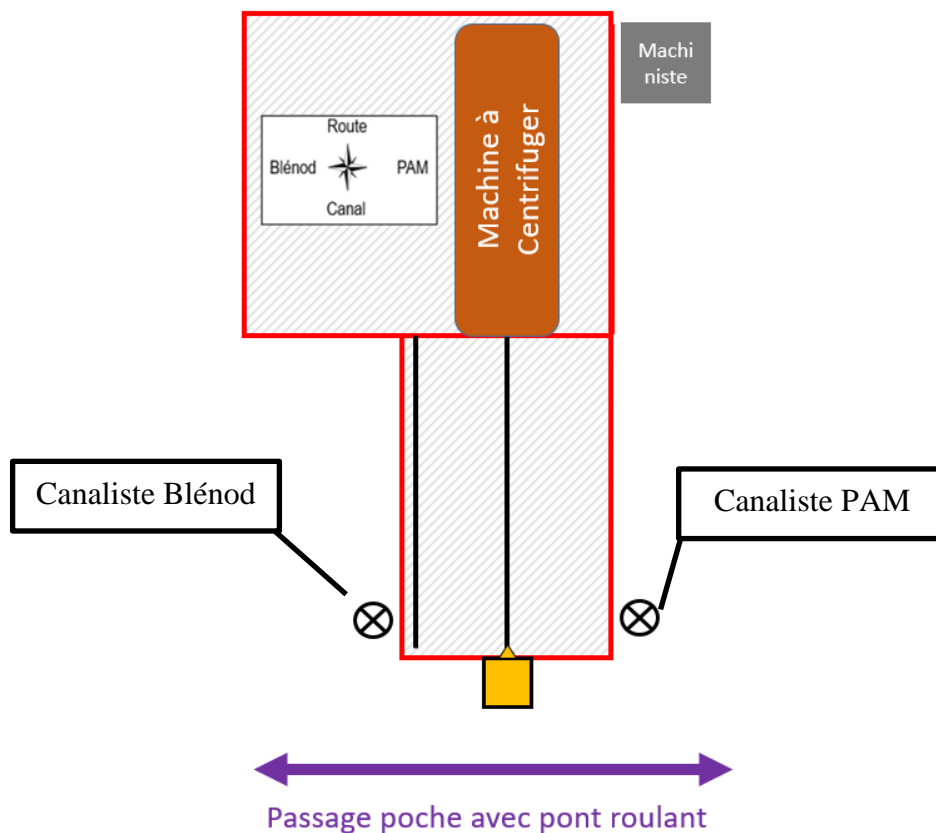 Machi
niste
Machine à
Centrifuger
Route
Blénod PAM
Canal
Canaliste Blénod
Canaliste PAM
Passage poche avec pont roulant